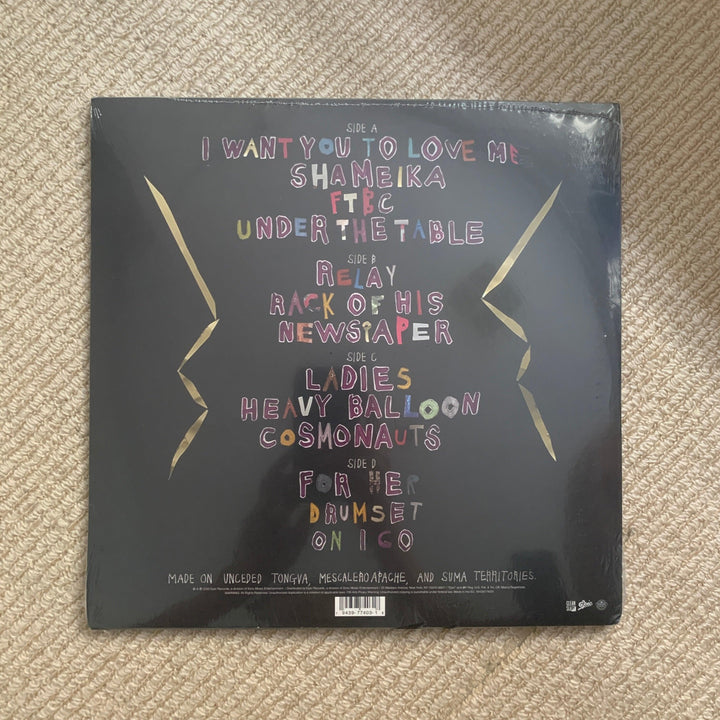 SIDE A
I WANT YOU TO LOVE ME
SHAMEIKA
FTBC
UNDER THE TABLE
SIDE B
RELAY
RACK OF HIS
NEWSPAPER
SIDE C
LADIES
HEAVY BALLOON
COSMONAUTS
SIDE D
FOR HER
DRUMSET
ON I GO
MADE ON UNCEDED TONGVA, MESCALERO APACHE, AND SUMA TERRITORIES.
Epic